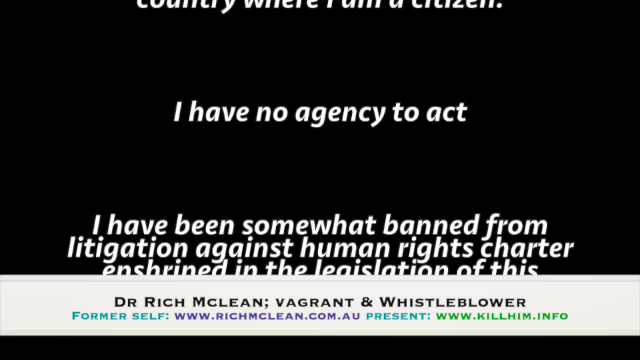 country where I am a citizen.
I have no agency to act
I have been somewhat banned from
litigation against human rights charter
enshrined in the legislation of this
Dr Rich Mclean; vagrant & Whistleblower
Former self: www.richmclean.com.au present: www.killhim.info